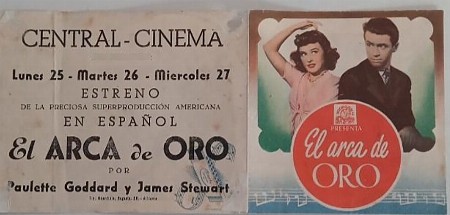 CENTRAL-CINEMA
Lunes 25 - Martes 26 - Miercoles 27
ESTRENO
DE LA PRECIOSA SUPERPRODUCCIÓN AMERICANA
EN ESPAÑOL
El ARCA de ORO
POR
Paulette Goddard y James Stewart
PRESENTA
El arca de
ORO